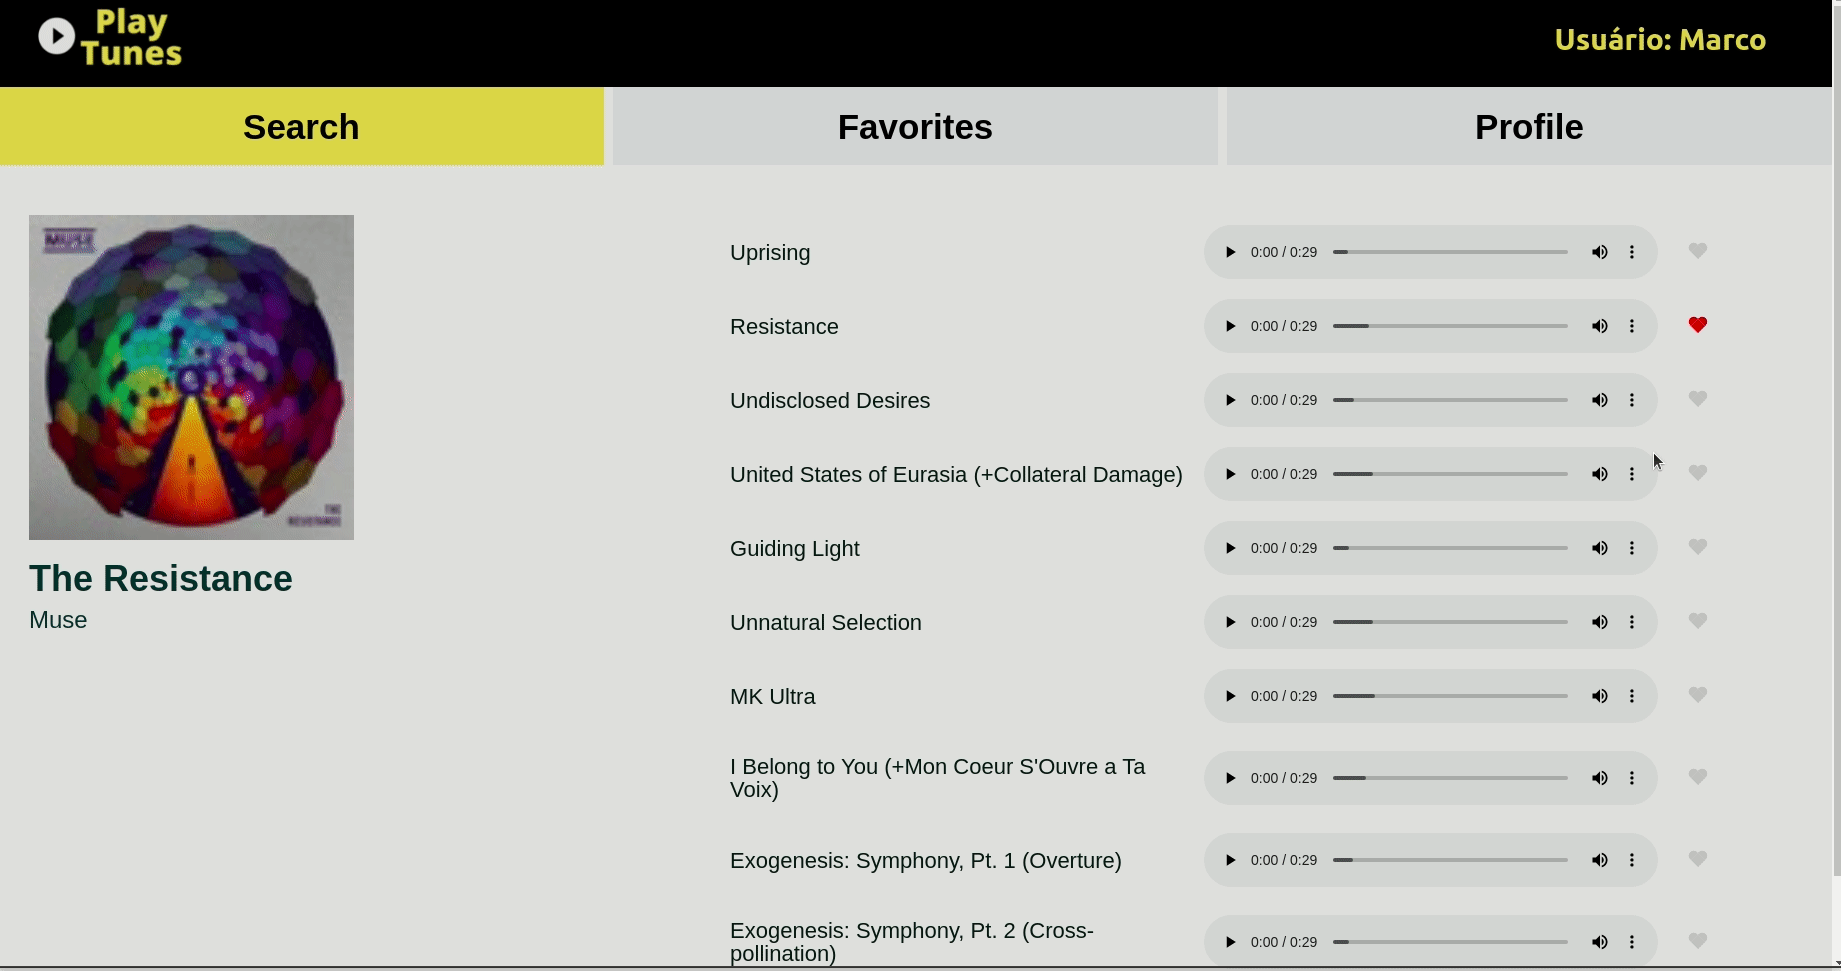 Play
Tunes
Usuário: Marco
Search
Favorites
Profile
MUSE
THE
RESISTANCE
The Resistance
Muse
Uprising
0:00 / 0:29
Resistance
0:00 / 0:29
Undisclosed Desires
0:00 / 0:29
United States of Eurasia (+Collateral Damage)
0:00 / 0:29
Guiding Light
0:00 / 0:29
Unnatural Selection
0:00 / 0:29
MK Ultra
0:00 / 0:29
I Belong to You (+Mon Coeur S'Ouvre a Ta
Voix)
0:00 / 0:29
Exogenesis: Symphony, Pt. 1 (Overture)
0:00 / 0:29
Exogenesis: Symphony, Pt. 2 (Cross-
pollination)
0:00 / 0:29